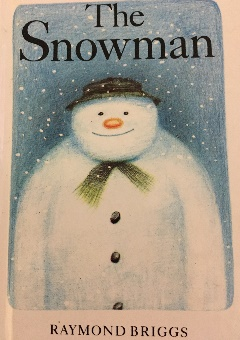 The
Snowman
RAYMOND BRIGGS